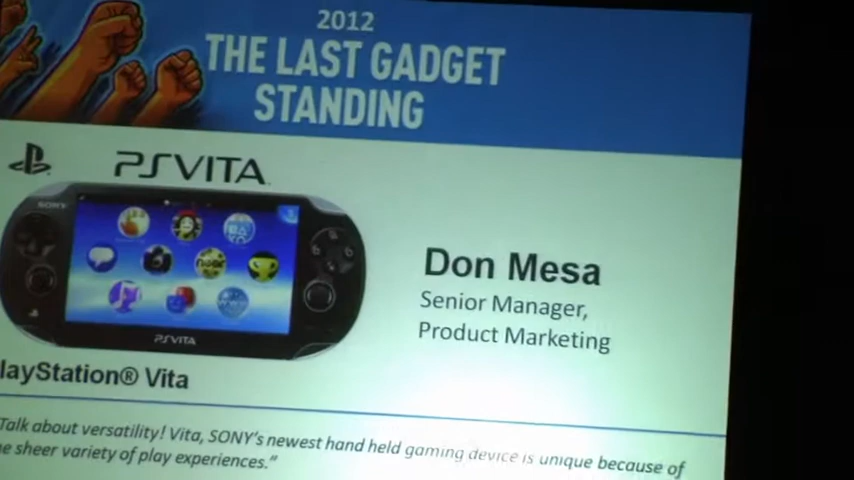 2012
THE LAST GADGET
STANDING
PSVITA
SONY
PSVITA
Don Mesa
Senior Manager,
Product Marketing
layStation® Vita
Talk about versatility! Vita, SONY's newest hand held gaming device is unique because of
e sheer variety of play experiences."